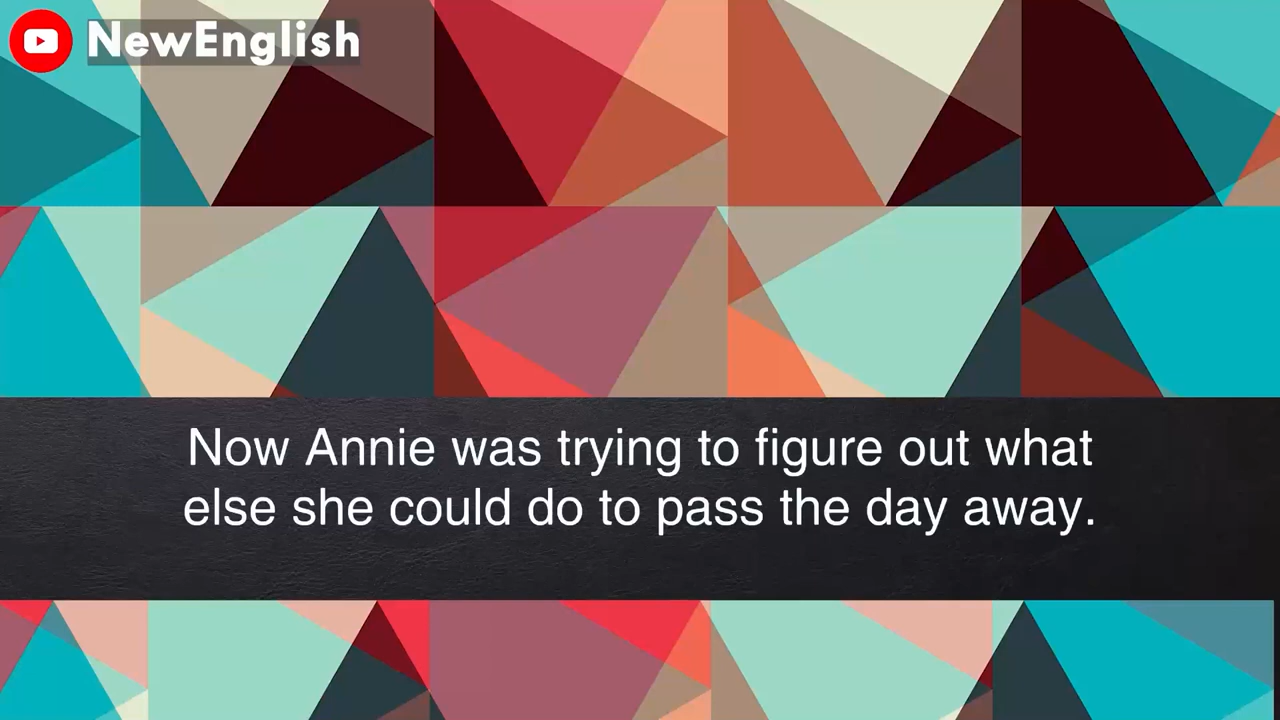 NewEnglish
Now Annie was trying to figure out what
else she could do to pass the day away.